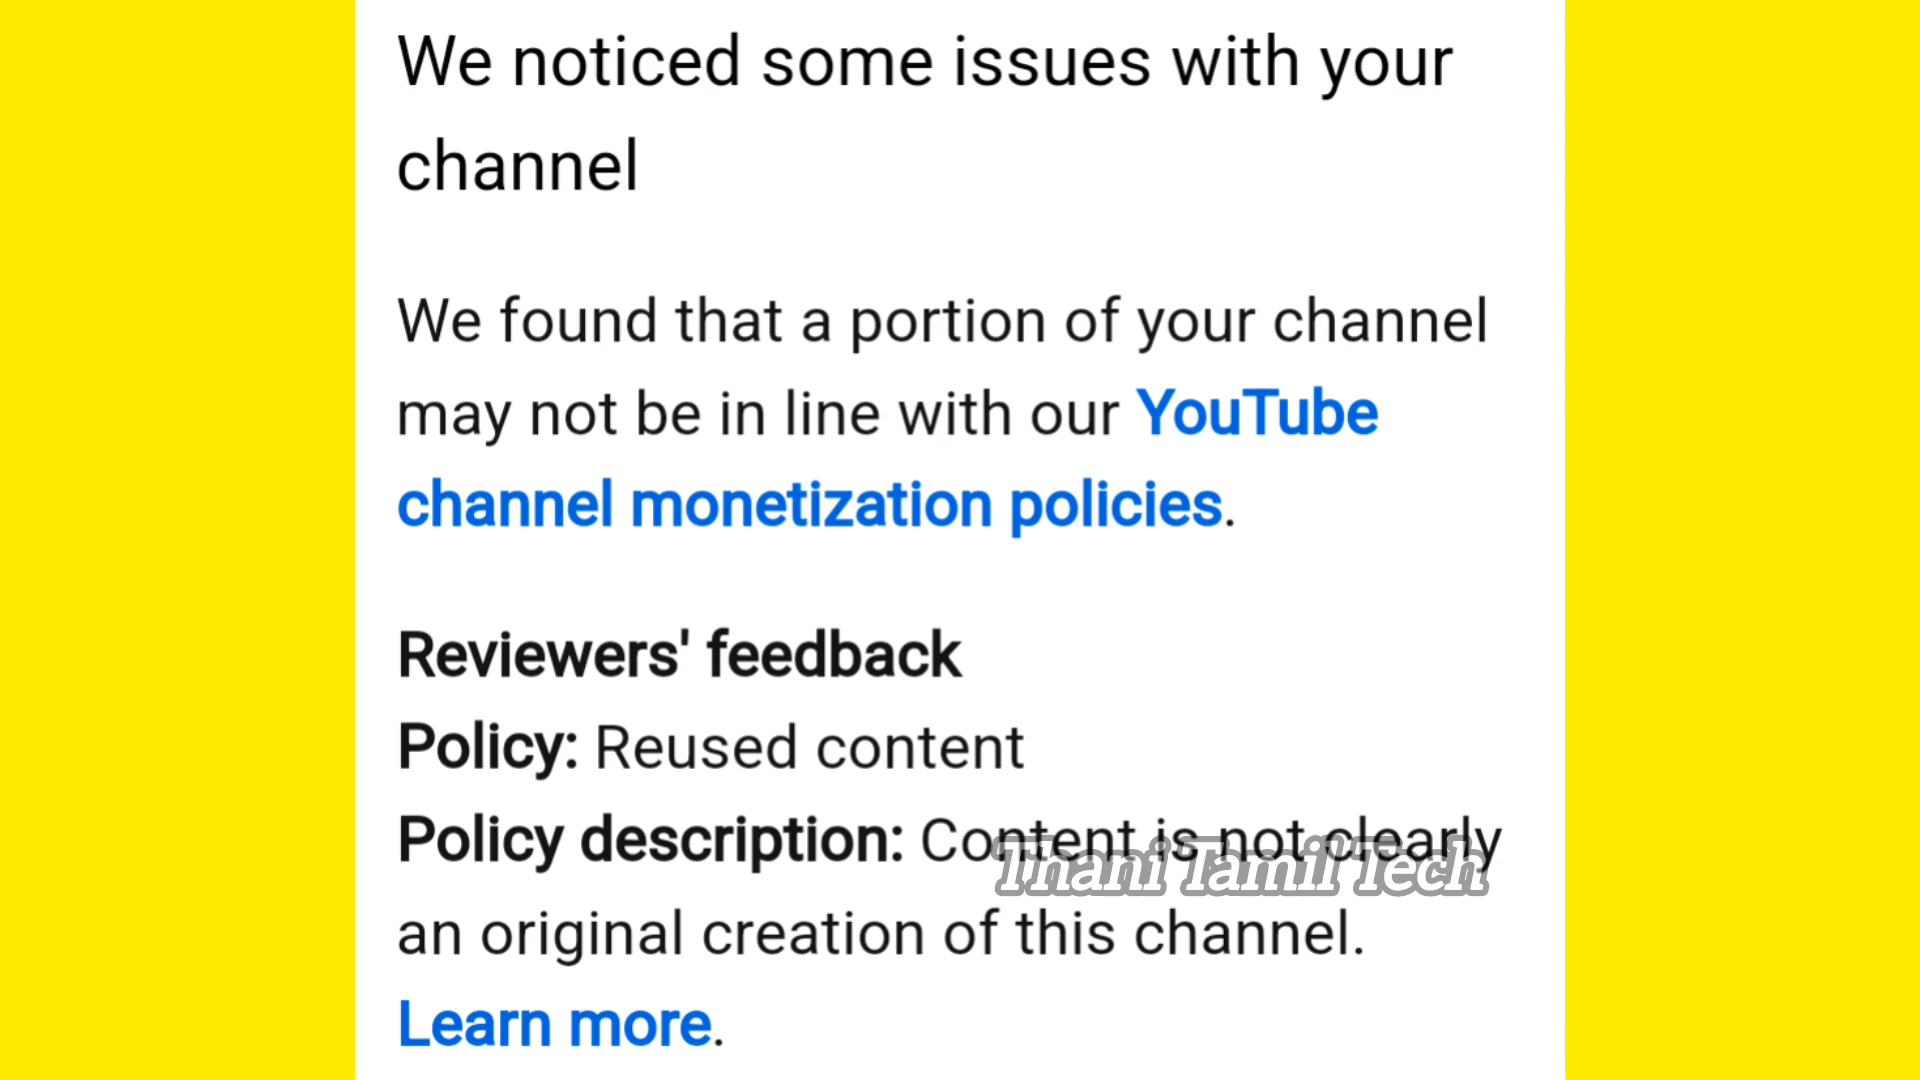 We noticed some issues with your
channel
We found that a portion of your channel
may not be in line with our YouTube
channel monetization policies.
Reviewers' feedback
Policy: Reused content
Policy description: Content is not clearly
Thani Tamil Tech
an original creation of this channel.
Learn more.